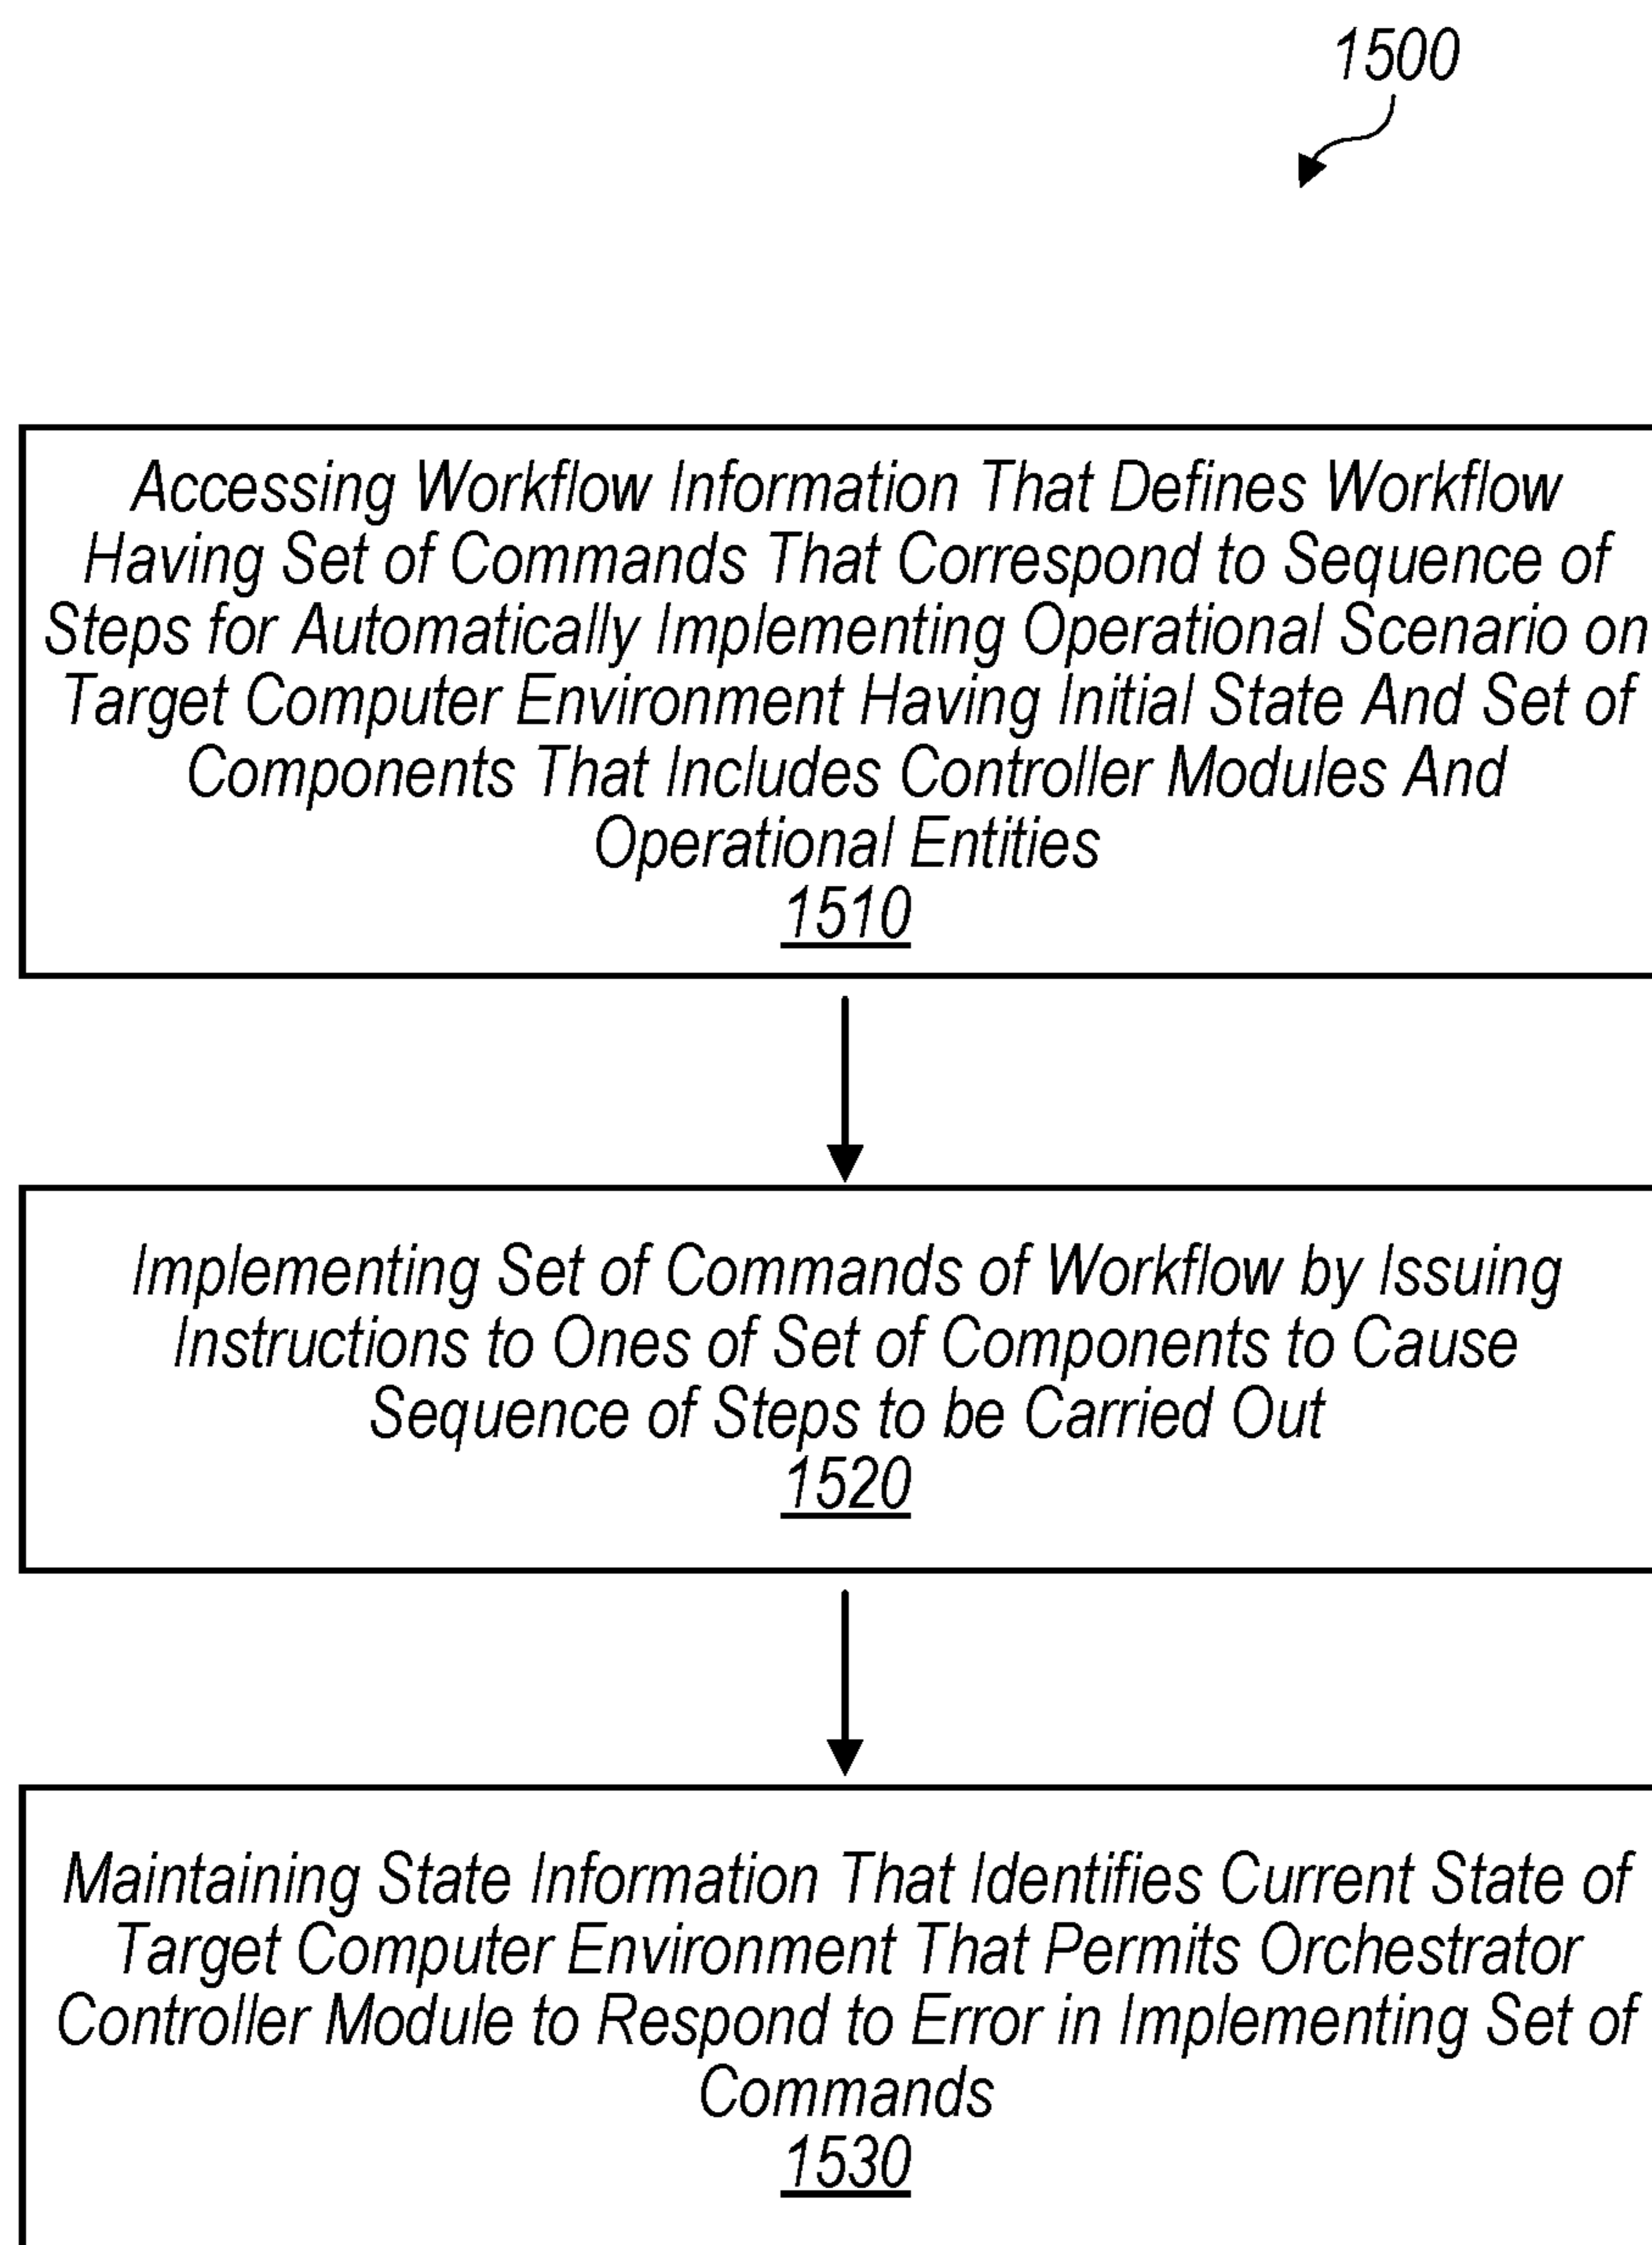 1500
Accessing Workflow Information That Defines Workflow
Having Set of Commands That Correspond to Sequence of
Steps for Automatically Implementing Operational Scenario on
Target Computer Environment Having Initial State And Set of
Components That Includes Controller Modules And
Operational Entities
1510
Implementing Set of Commands of Workflow by Issuing
Instructions to Ones of Set of Components to Cause
Sequence of Steps to be Carried Out
1520
Maintaining State Information That Identifies Current State of
Target Computer Environment That Permits Orchestrator
Controller Module to Respond to Error in Implementing Set of
Commands
1530